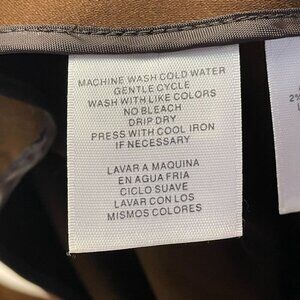 MACHINE WASH COLD WATER
GENTLE CYCLE
WASH WITH LIKE COLORS
NO BLEACH
DRIP DRY
PRESS WITH COOL IRON
IF NECESSARY
LAVAR A MAQUINA
EN AGUA FRIA
CICLO SUAVE
LAVAR CON LOS
MISMOS COLORES